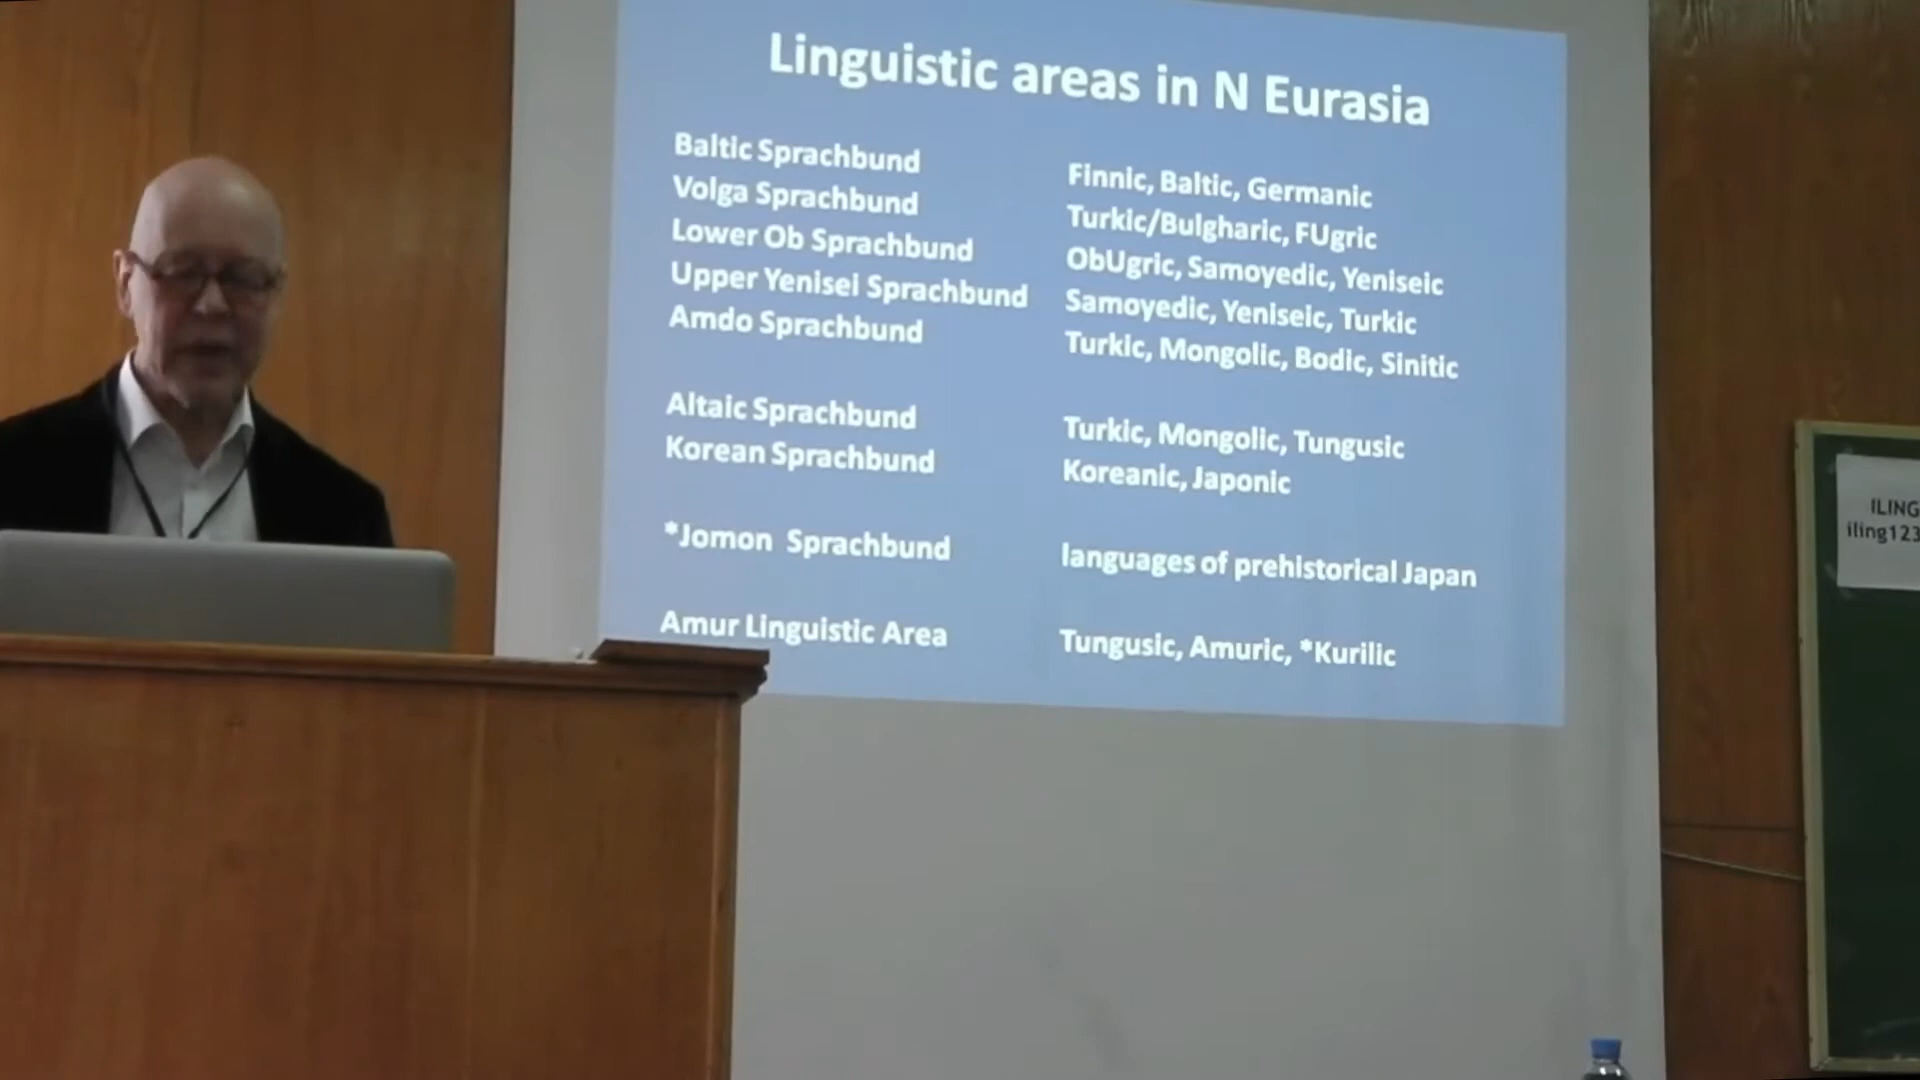 Linguistic areas in N Eurasia
Baltic Sprachbund Finnic, Baltic, Germanic
Volga Sprachbund Turkic/Bulgharic, FUgric
Lower Ob Sprachbund ObUgric, Samoyedic, Yeniseic
Upper Yenisei Sprachbund Samoyedic, Yeniseic, Turkic
Amdo Sprachbund Turkic, Mongolic, Bodic, Sinitic
Altaic Sprachbund Turkic, Mongolic, Tungusic
Korean Sprachbund Koreanic, Japonic
*Jomon Sprachbund languages of prehistorical Japan
Amur Linguistic Area Tungusic, Amuric, *Kurilic
ILING
iling123